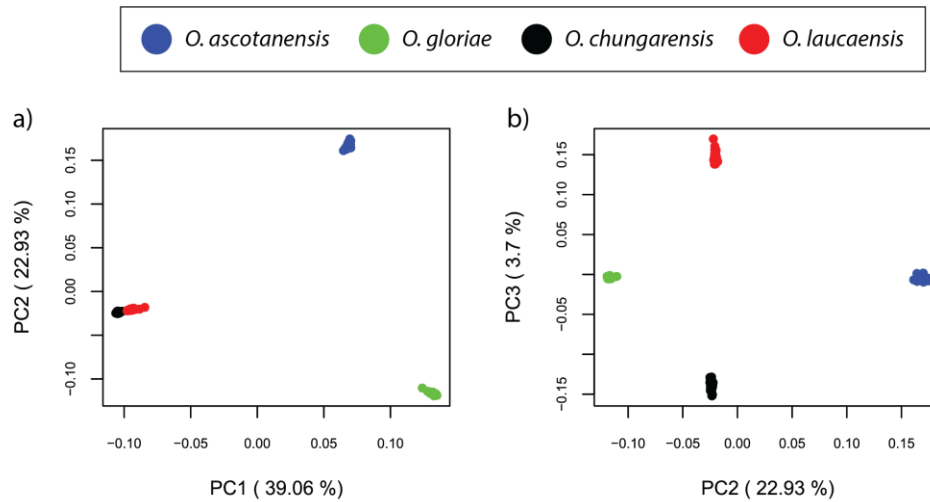 O. ascotanensis O. gloriae O. chungarensis O. laucaensis
a)
PC2 ( 22.93 %)
0.15
0.10
0.05
0.00
−0.10
−0.10 −0.05 0.00 0.05 0.10
PC1 ( 39.06 %)
b)
PC3 ( 3.7 %)
0.15
0.10
0.05
−0.05
−0.15
−0.10 −0.05 0.00 0.05 0.10 0.15
PC2 ( 22.93 %)